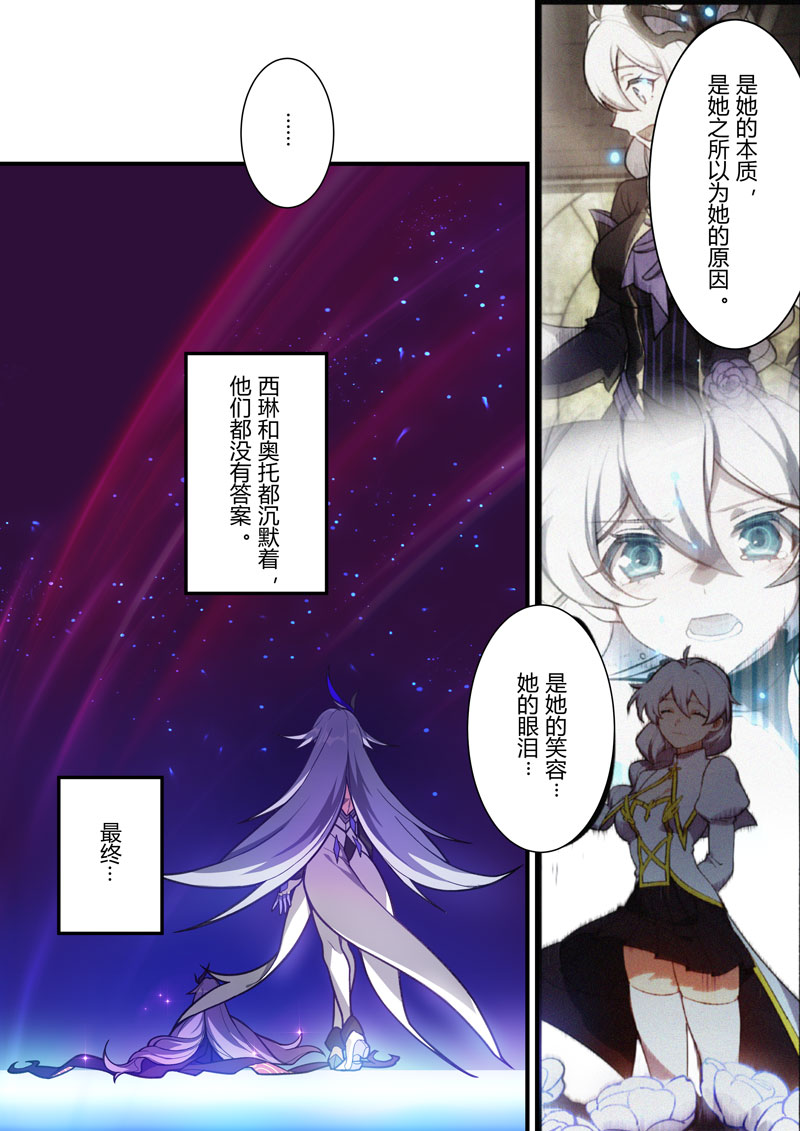 是她的本质，
是她之所以为她的原因。
是她的笑容…
她的眼泪…
……
西琳和奥托都沉默着，
他们都没有答案。
最终…